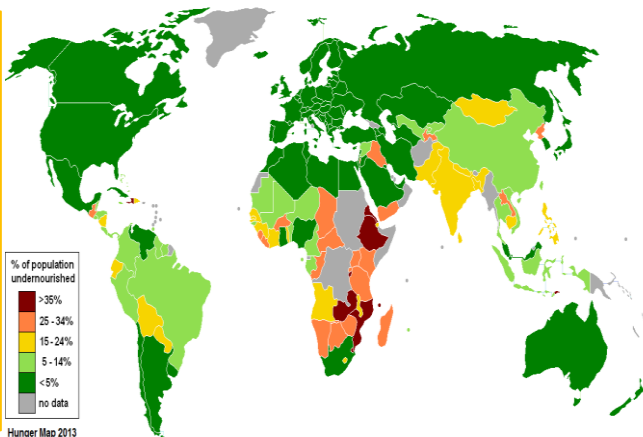 % of population
undernourished
>35%
25 - 34%
15 - 24%
5 - 14%
<5%
no data
Hunger Map 2013